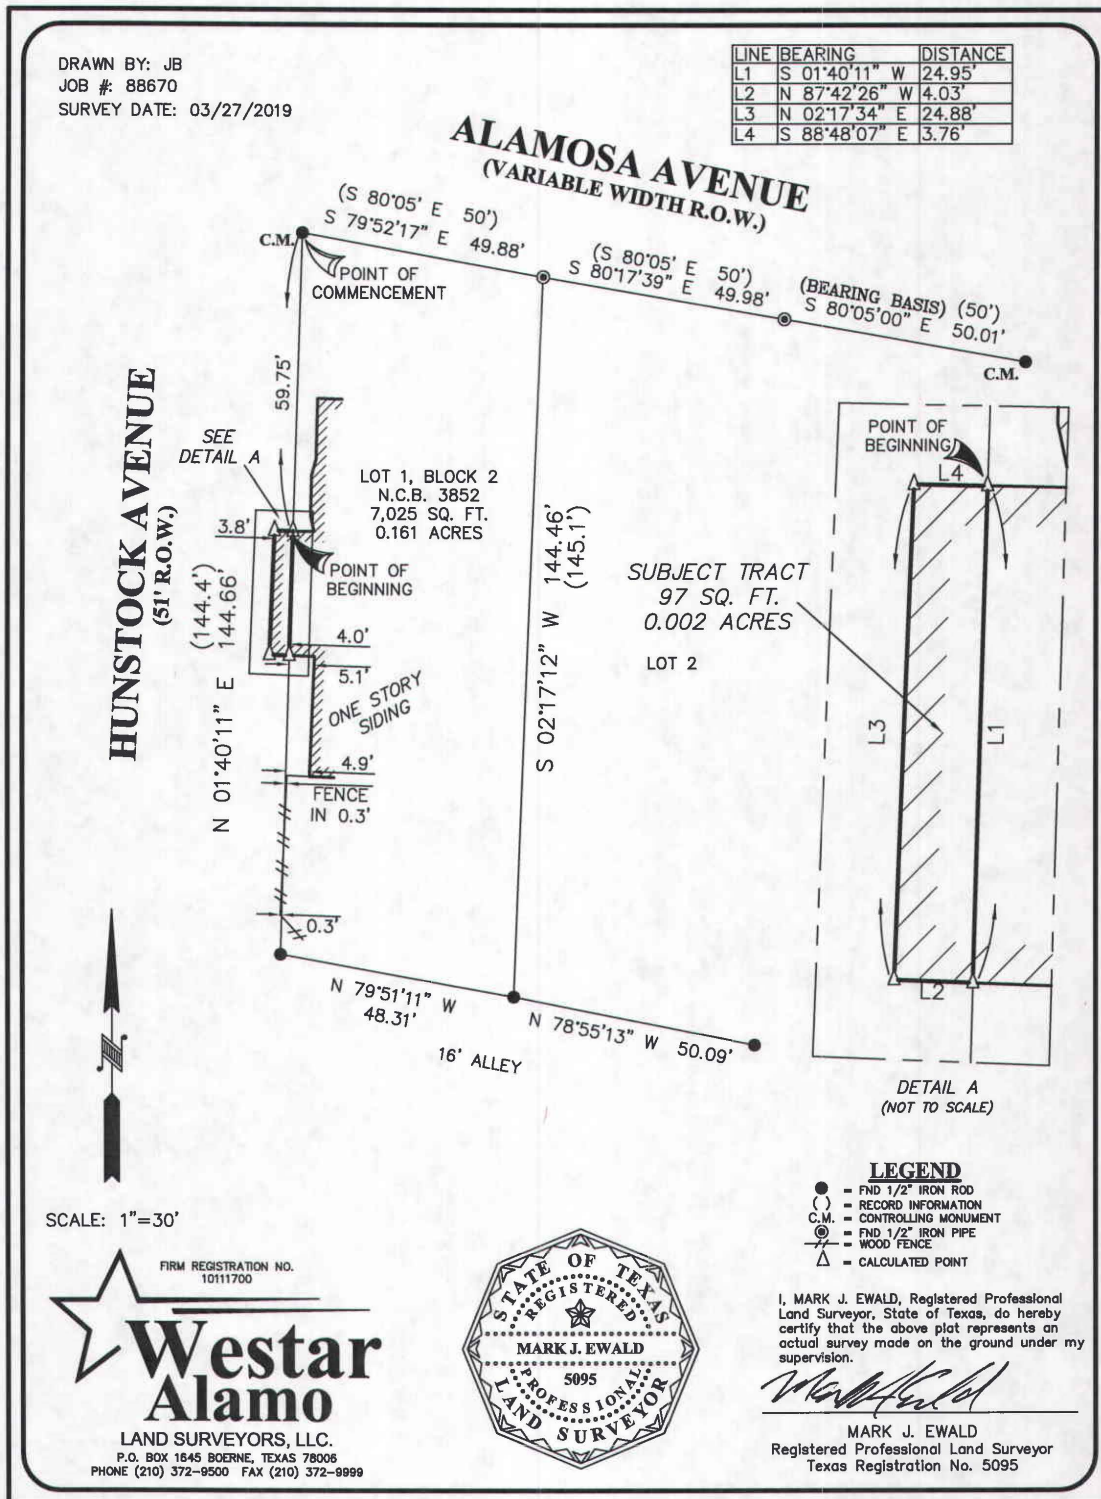 DRAWN BY: JB
JOB #: 88670
SURVEY DATE: 03/27/2019
LINE BEARING DISTANCE
L1 S 01°40'11" W 24.95'
L2 N 87°42'26" W 4.03'
L3 N 02°17'34" E 24.88'
L4 S 88°48'07" E 3.76'
ALAMOSA AVENUE
(VARIABLE WIDTH R.O.W.)
(S 80°05' E 50')
S 79°52'17" E 49.88'
(S 80°05' E 50')
S 80°17'39" E 49.98'
(BEARING BASIS) (50')
S 80°05'00" E 50.01'
C.M.
POINT OF
COMMENCEMENT
C.M.
59.75'
HUNSTOCK AVENUE
(51' R.O.W.)
SEE
DETAIL A
LOT 1, BLOCK 2
N.C.B. 3852
7,025 SQ. FT.
0.161 ACRES
3.8'
POINT OF
BEGINNING
(144.4')
N 01°40'11" E 144.66'
4.0'
5.1'
ONE STORY
SIDING
4.9'
FENCE
IN 0.3'
0.3'
S 02°17'12" W 144.46'
(145.1')
SUBJECT TRACT
97 SQ. FT.
0.002 ACRES
LOT 2
POINT OF
BEGINNING
L4
L3
L1
L2
DETAIL A
(NOT TO SCALE)
N 79°51'11" W
48.31'
N 78°55'13" W 50.09'
16' ALLEY
N
SCALE: 1"=30'
LEGEND
= FND 1/2" IRON ROD
( ) = RECORD INFORMATION
C.M. = CONTROLLING MONUMENT
= FND 1/2" IRON PIPE
= WOOD FENCE
= CALCULATED POINT
FIRM REGISTRATION NO.
10111700
Westar
Alamo
LAND SURVEYORS, LLC.
P.O. BOX 1645 BOERNE, TEXAS 78006
PHONE (210) 372-9500 FAX (210) 372-9999
STATE OF TEXAS
REGISTERED
MARK J. EWALD
5095
PROFESSIONAL
LAND SURVEYOR
I, MARK J. EWALD, Registered Professional
Land Surveyor, State of Texas, do hereby
certify that the above plat represents an
actual survey made on the ground under my
supervision.
Mark J Ewald
MARK J. EWALD
Registered Professional Land Surveyor
Texas Registration No. 5095